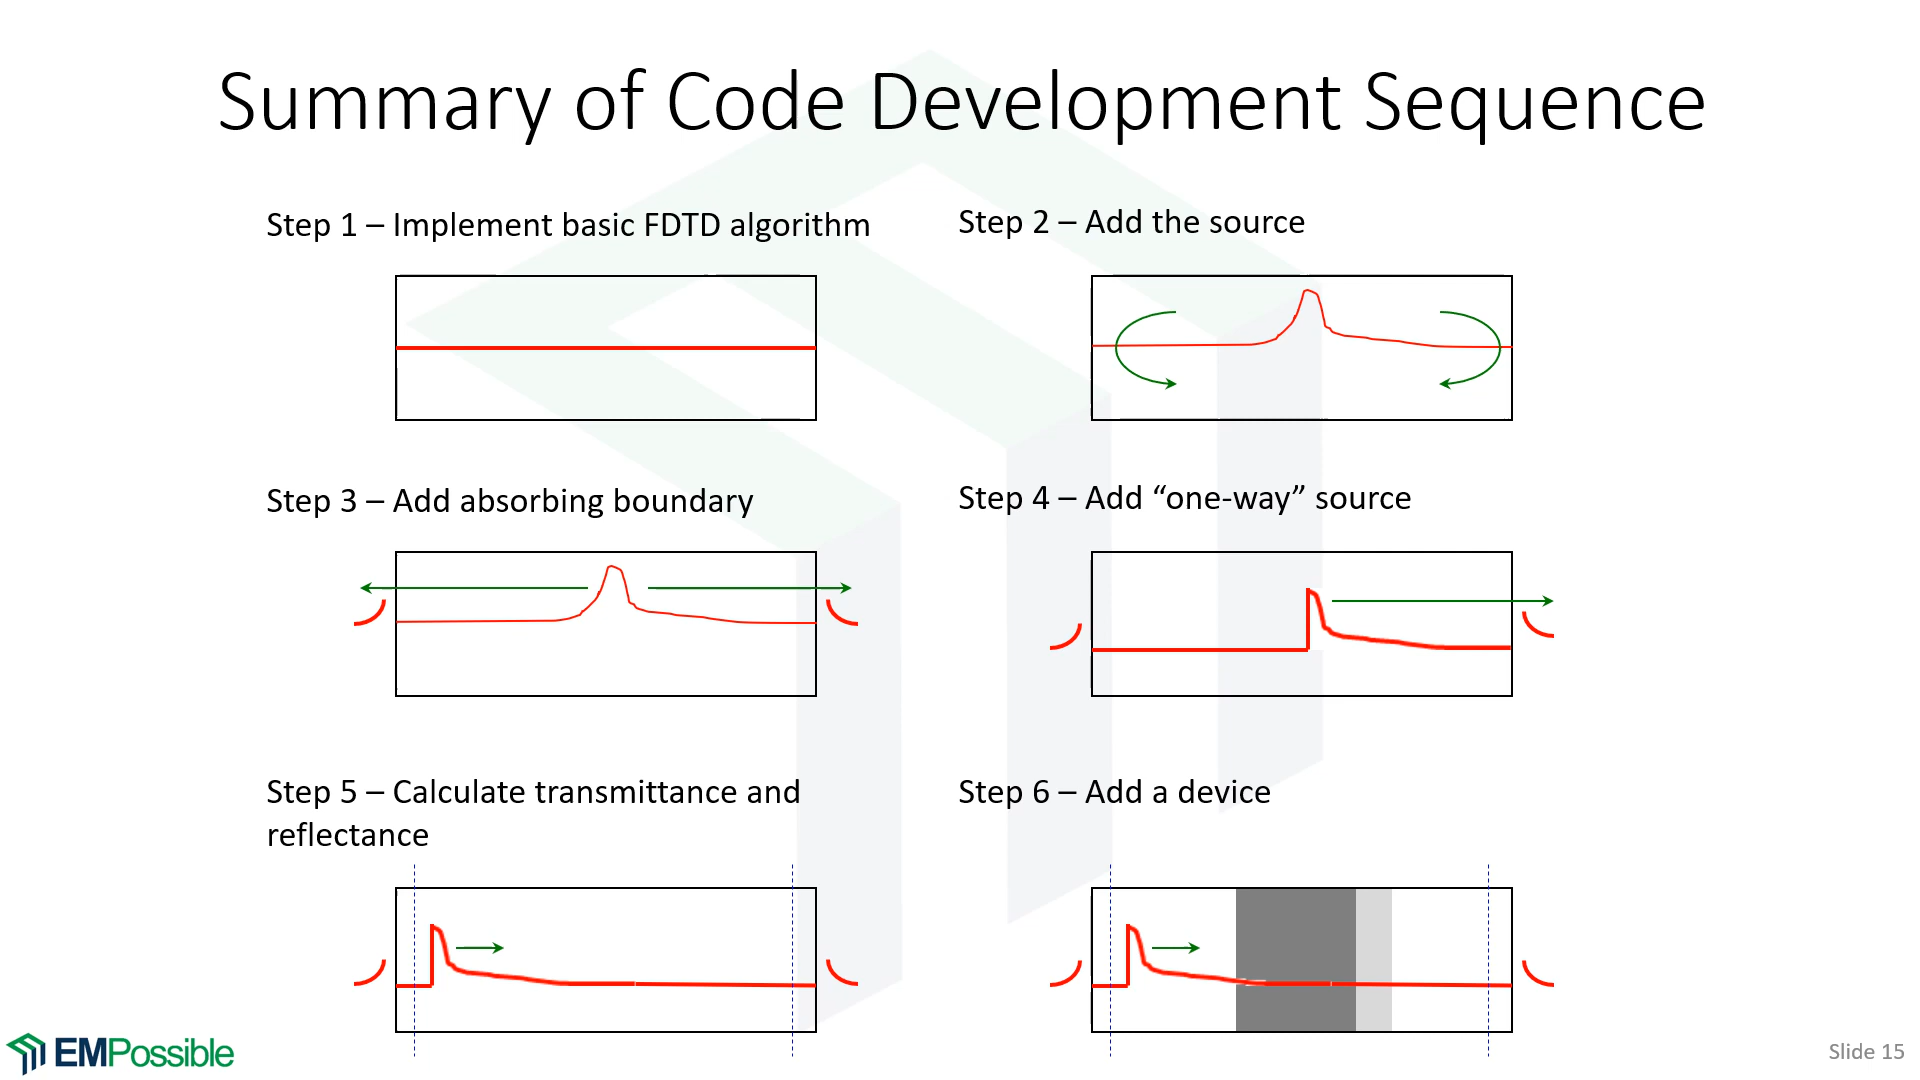 Summary of Code Development Sequence
Step 1 – Implement basic FDTD algorithm
Step 2 – Add the source
Step 3 – Add absorbing boundary
Step 4 – Add “one-way” source
Step 5 – Calculate transmittance and
reflectance
Step 6 – Add a device
EMPossible
Slide 15